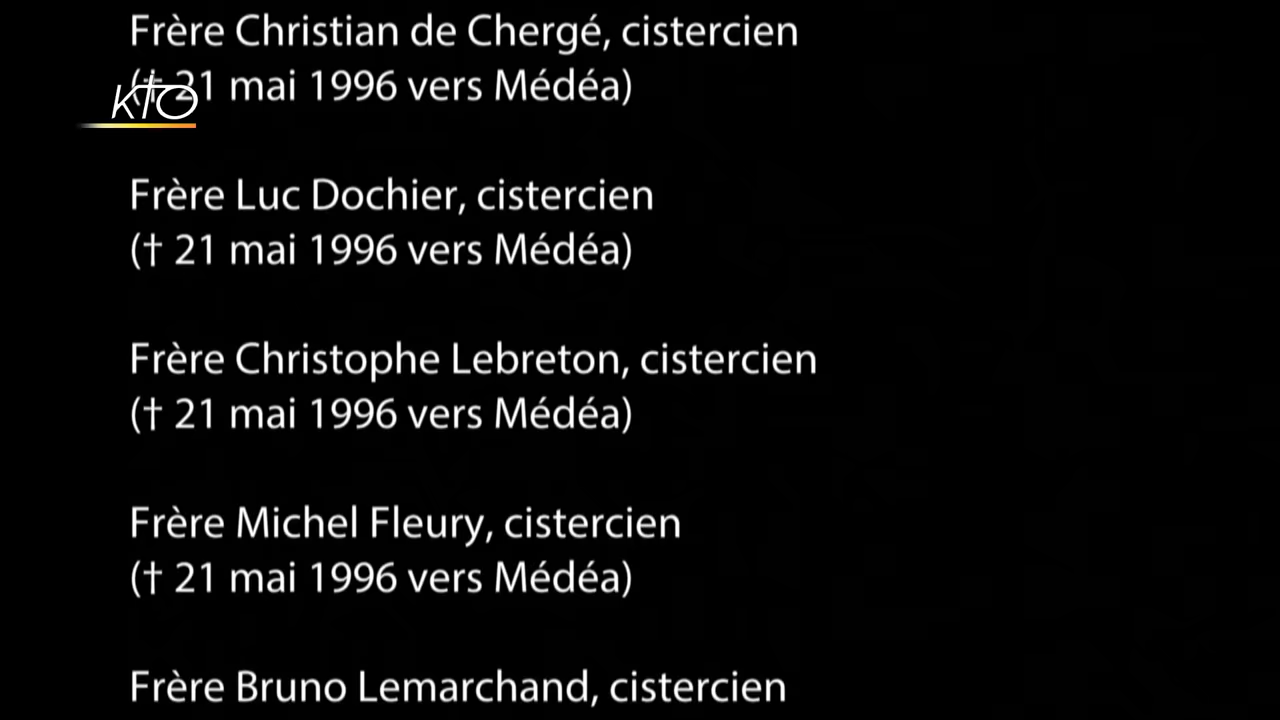 Frère Christian de Chergé, cistercien
(† 21 mai 1996 vers Médéa)
KTO
Frère Luc Dochier, cistercien
(† 21 mai 1996 vers Médéa)
Frère Christophe Lebreton, cistercien
(† 21 mai 1996 vers Médéa)
Frère Michel Fleury, cistercien
(† 21 mai 1996 vers Médéa)
Frère Bruno Lemarchand, cistercien